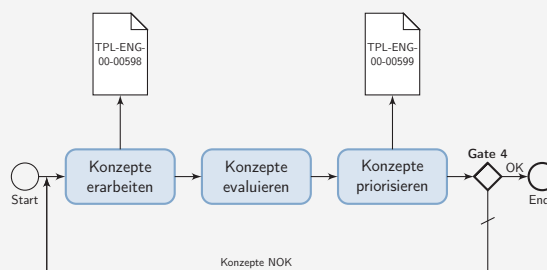 TPL-ENG-
00-00598
TPL-ENG-
00-00599
Konzepte
erarbeiten
Konzepte
evaluieren
Konzepte
priorisieren
Gate 4
OK
Start
End
Konzepte NOK